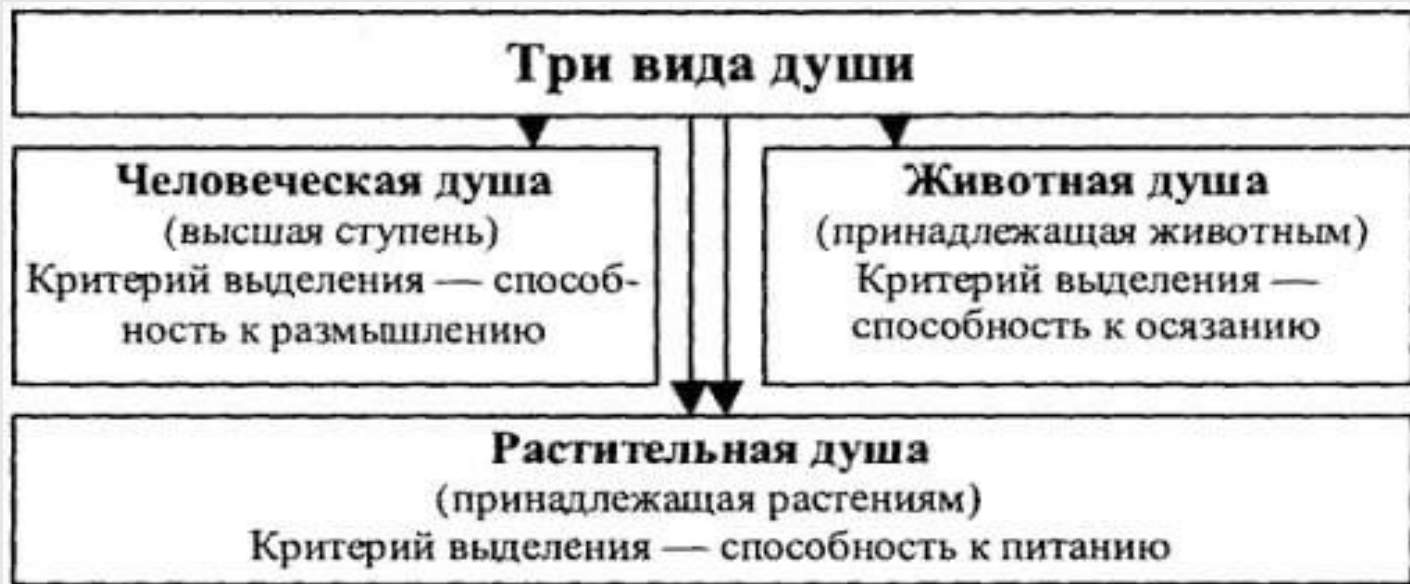 Три вида души
Человеческая душа
(высшая ступень)
Критерий выделения — способ-
ность к размышлению
Животная душа
(принадлежащая животным)
Критерий выделения —
способность к осязанию
Растительная душа
(принадлежащая растениям)
Критерий выделения — способность к питанию